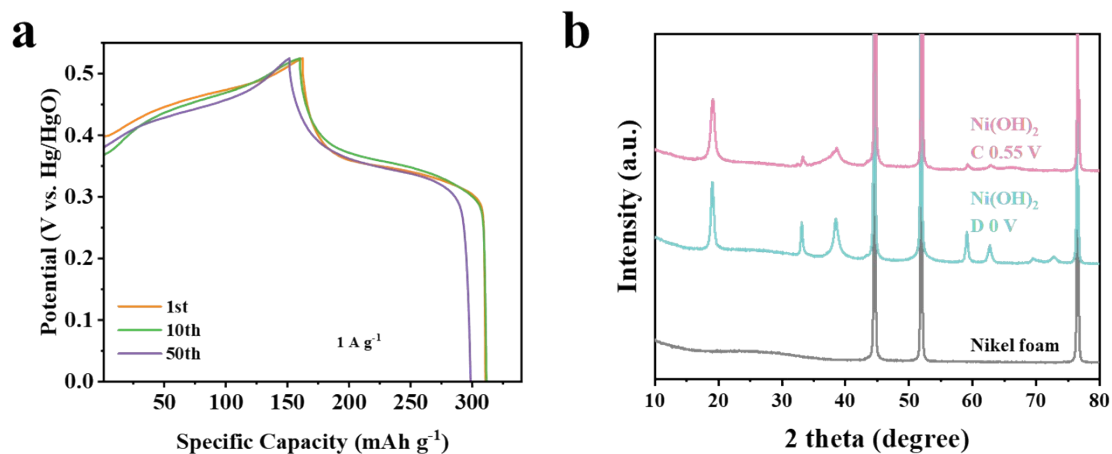 a
Potential (V vs. Hg/HgO)
0.5
0.4
0.3
0.2
0.1
0.0
1st
10th
50th
1 A g⁻¹
50
100
150
200
250
300
Specific Capacity (mAh g⁻¹)
b
Intensity (a.u.)
Ni(OH)₂
C 0.55 V
Ni(OH)₂
D 0 V
Nikel foam
10
20
30
40
50
60
70
80
2 theta (degree)